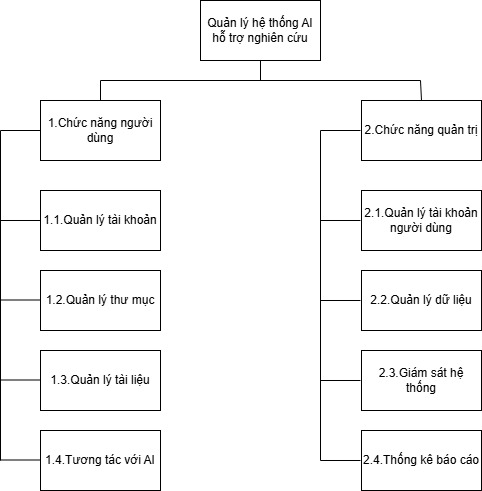 Quản lý hệ thống AI
hỗ trợ nghiên cứu
1.Chức năng người
dùng
2.Chức năng quản trị
1.1.Quản lý tài khoản
2.1.Quản lý tài khoản
người dùng
1.2.Quản lý thư mục
2.2.Quản lý dữ liệu
1.3.Quản lý tài liệu
2.3.Giám sát hệ
thống
1.4.Tương tác với AI
2.4.Thống kê báo cáo